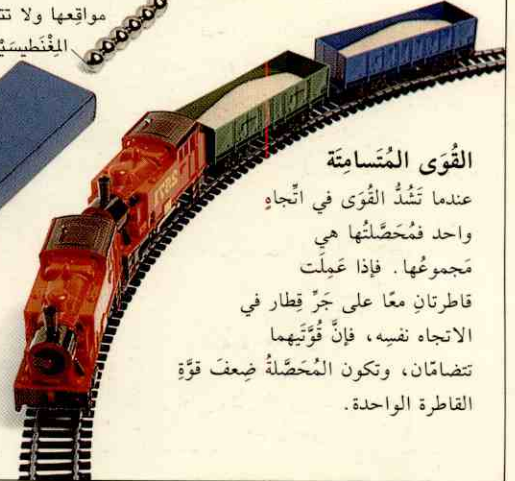 مواقِعها ولا تتـ
المِغْنَطيسَيْـ
القُوَى المُتَسامِتَة
عندما تَشُدُّ القُوَى في اتِّجاهٍ
واحد فمُحَصَّلتُها هي
مَجموعُها. فإذا عَمِلَت
قاطرتانِ معًا على جَرِّ قِطار في
الاتجاه نفسِه، فإنَّ قُوَّتَيهما
تتضامّان، وتكون المُحَصَّلةُ ضِعفَ قوَّةِ
القاطرة الواحدة.